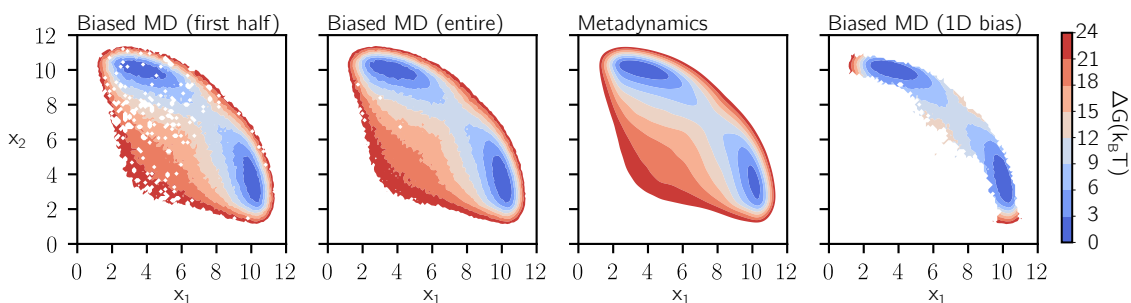 Biased MD (first half)
Biased MD (entire)
Metadynamics
Biased MD (1D bias)
12
10
8
6
4
2
0
x₂
0 2 4 6 8 10 12
0 2 4 6 8 10 12
0 2 4 6 8 10 12
0 2 4 6 8 10 12
x₁
x₁
x₁
x₁
24
21
18
15
12
9
6
3
0
ΔG(k_BT)